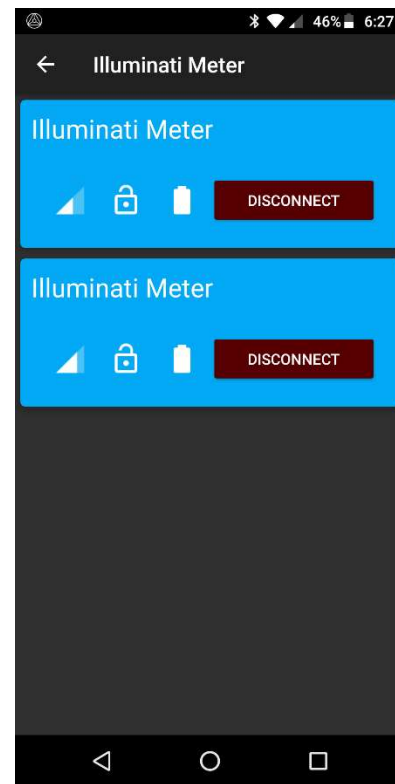 46% 6:27
Illuminati Meter
Illuminati Meter
DISCONNECT
Illuminati Meter
DISCONNECT